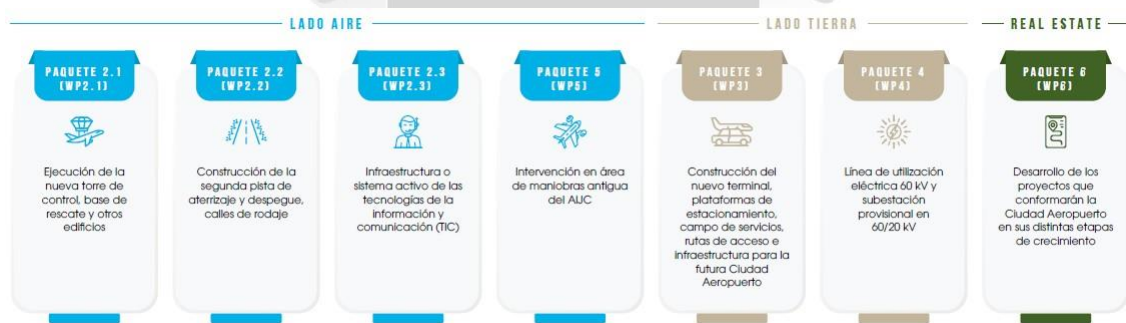 LADO AIRE
LADO TIERRA
REAL ESTATE
PAQUETE 2.1
(WP2.1)
Ejecución de la
nueva torre de
control, base de
rescate y otros
edificios
PAQUETE 2.2
(WP2.2)
Construcción de la
segunda pista de
aterrizaje y despegue,
calles de rodaje
PAQUETE 2.3
(WP2.3)
Infraestructura o
sistema activo de las
tecnologías de la
información y
comunicación (TIC)
PAQUETE 5
(WP5)
Intervención en área
de maniobras antigua
del AIJC
PAQUETE 3
(WP3)
Construcción del
nuevo terminal,
plataformas de
estacionamiento,
campo de servicios,
rutas de acceso e
infraestructura para la
futura Ciudad
Aeropuerto
PAQUETE 4
(WP4)
Línea de utilización
eléctrica 60 kV y
subestación
provisional en
60/20 kV
PAQUETE 6
(WP6)
Desarrollo de los
proyectos que
conformarán la
Ciudad Aeropuerto
en sus distintas etapas
de crecimiento